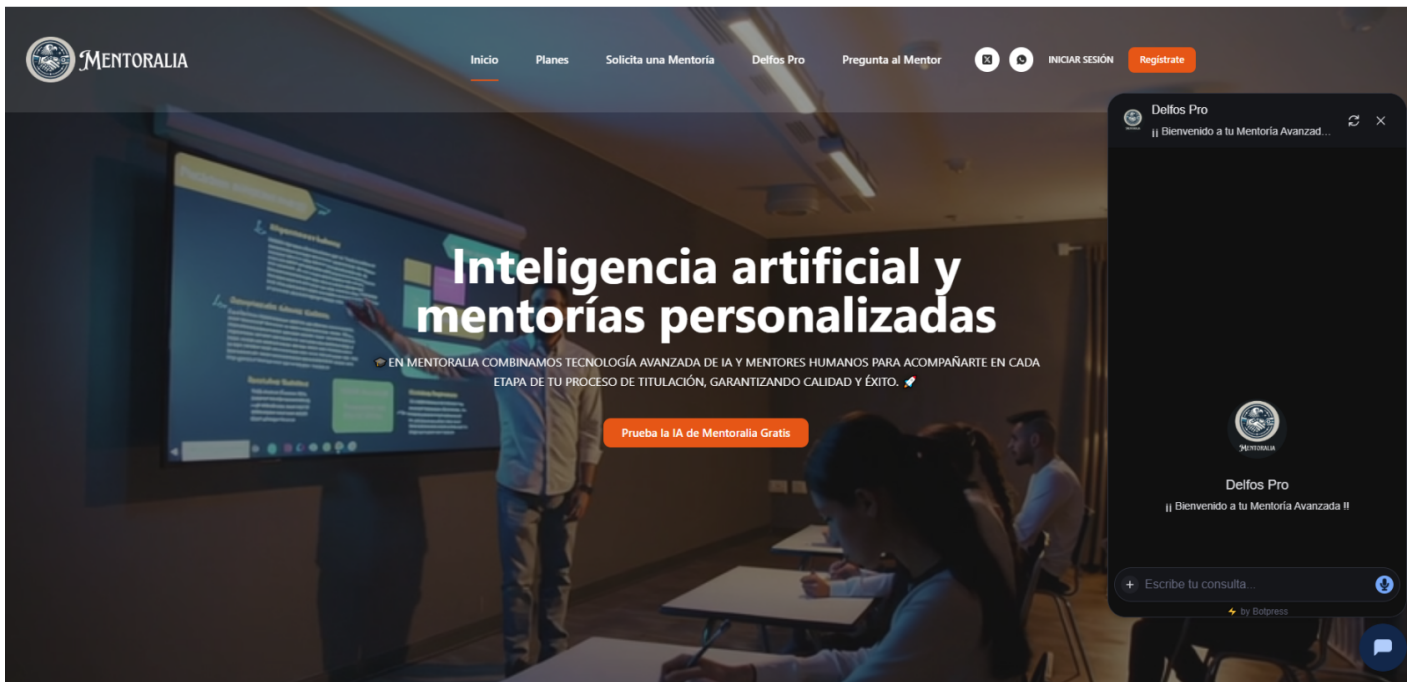 MENTORALIA
Inicio
Planes
Solicita una Mentoría
Delfos Pro
Pregunta al Mentor
INICIAR SESIÓN
Regístrate
Delfos Pro
¡¡ Bienvenido a tu Mentoría Avanzad...
Inteligencia artificial y
mentorías personalizadas
🎓 EN MENTORALIA COMBINAMOS TECNOLOGÍA AVANZADA DE IA Y MENTORES HUMANOS PARA ACOMPAÑARTE EN CADA
ETAPA DE TU PROCESO DE TITULACIÓN, GARANTIZANDO CALIDAD Y ÉXITO. 🚀
Prueba la IA de Mentoralia Gratis
MENTORALIA
Delfos Pro
¡¡ Bienvenido a tu Mentoría Avanzada !!
Escribe tu consulta...
⚡ by Botpress